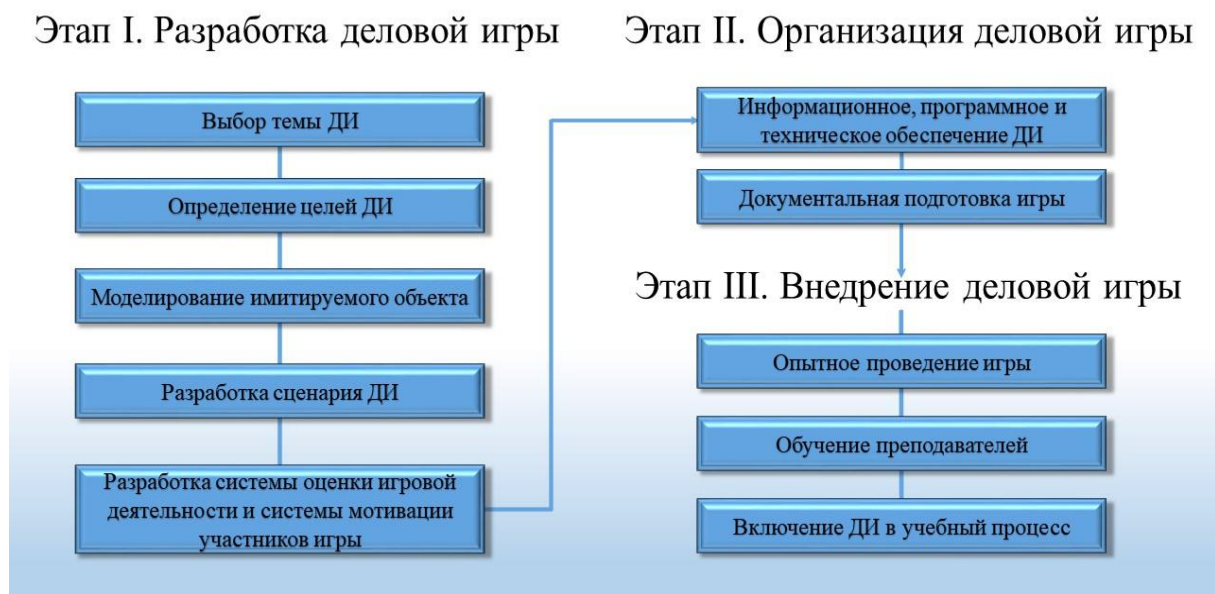 Этап I. Разработка деловой игры
Выбор темы ДИ
Определение целей ДИ
Моделирование имитируемого объекта
Разработка сценария ДИ
Разработка системы оценки игровой
деятельности и системы мотивации
участников игры
Этап II. Организация деловой игры
Информационное, программное и
техническое обеспечение ДИ
Документальная подготовка игры
Этап III. Внедрение деловой игры
Опытное проведение игры
Обучение преподавателей
Включение ДИ в учебный процесс